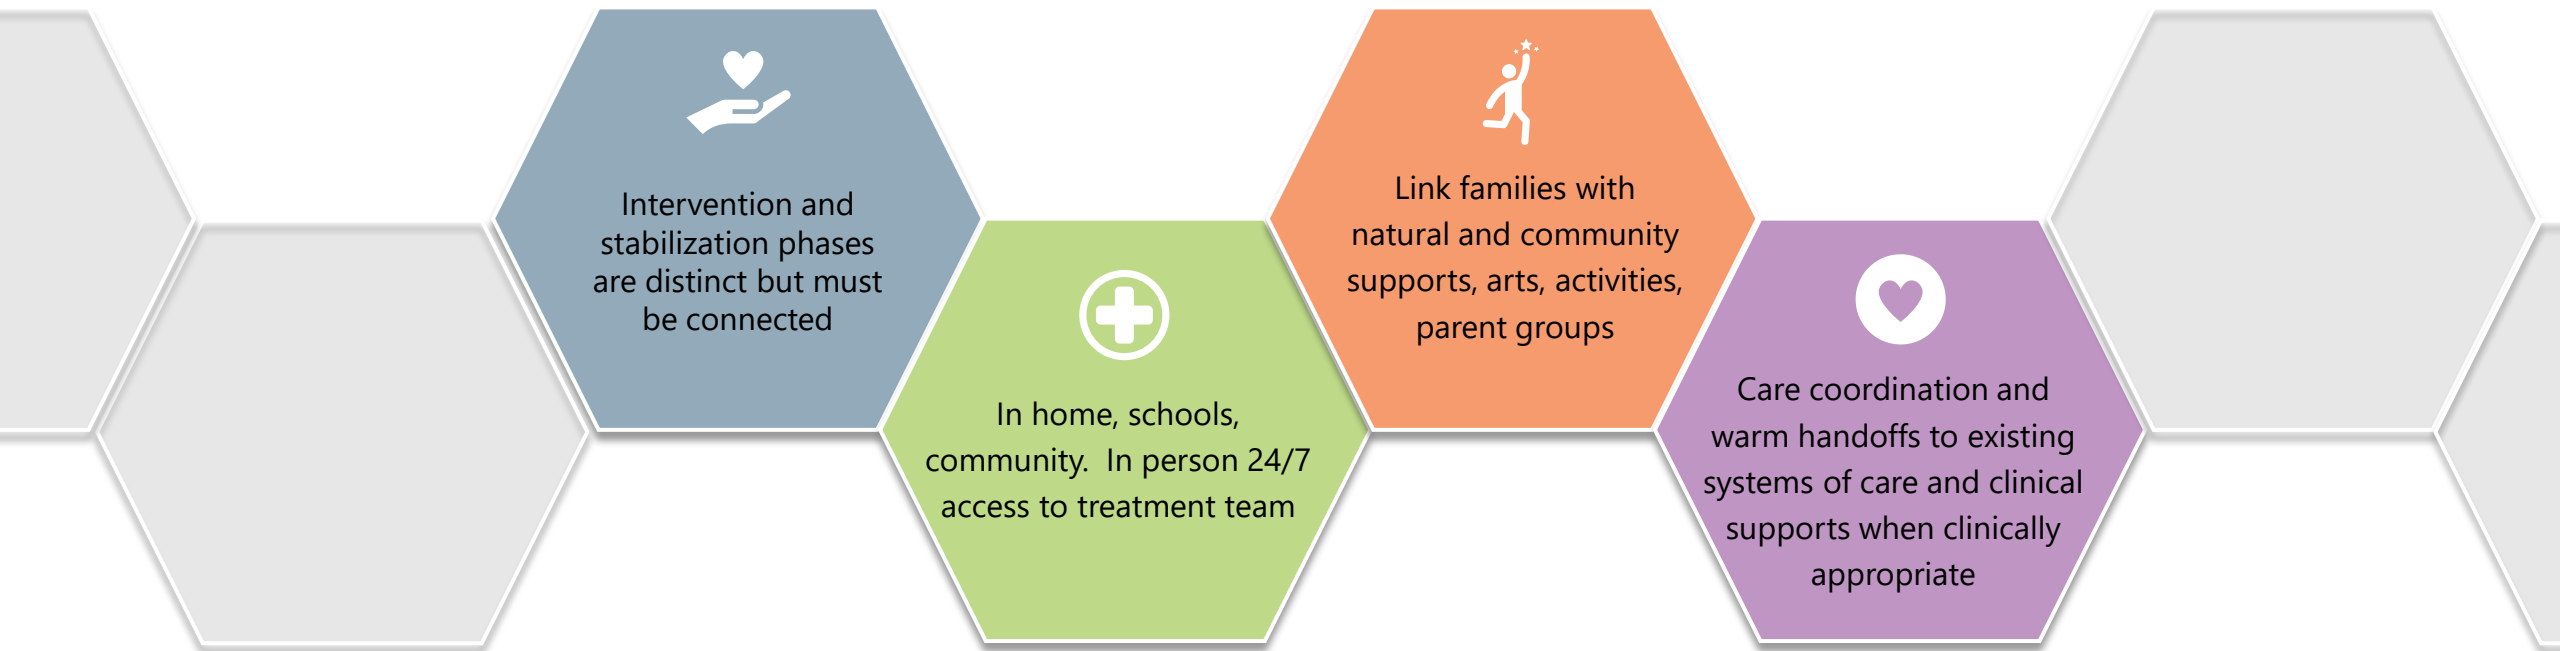 Intervention and
stabilization phases
are distinct but must
be connected
In home, schools,
community.  In person 24/7
access to treatment team
Link families with
natural and community
supports, arts, activities,
parent groups
Care coordination and
warm handoffs to existing
systems of care and clinical
supports when clinically
appropriate